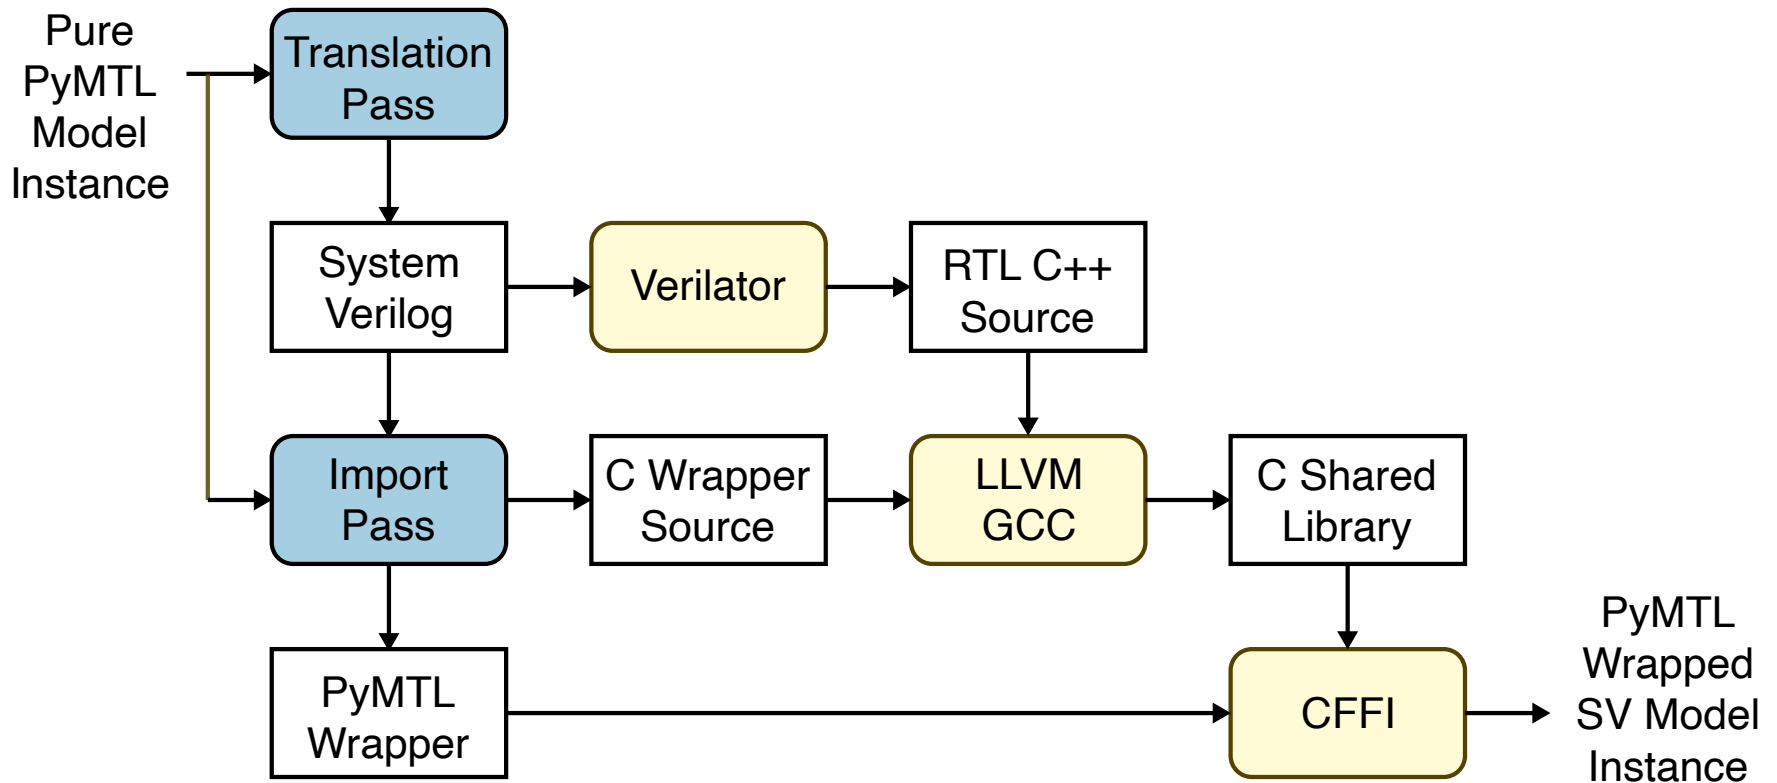 Pure
PyMTL
Model
Instance
Translation
Pass
System
Verilog
Verilator
RTL C++
Source
Import
Pass
C Wrapper
Source
LLVM
GCC
C Shared
Library
PyMTL
Wrapper
CFFI
PyMTL
Wrapped
SV Model
Instance